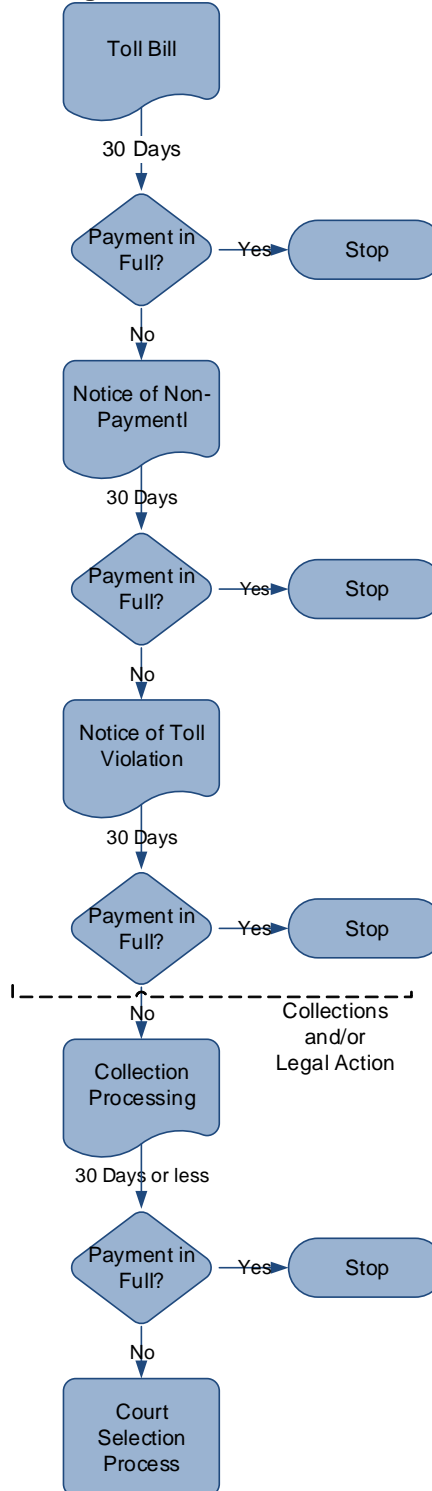 Toll Bill
30 Days
Payment in
Full?
Yes
Stop
No
Notice of Non-
PaymentI
30 Days
Payment in
Full?
Yes
Stop
No
Notice of Toll
Violation
30 Days
Payment in
Full?
Yes
Stop
No
Collections
and/or
Legal Action
Collection
Processing
30 Days or less
Payment in
Full?
Yes
Stop
No
Court
Selection
Process